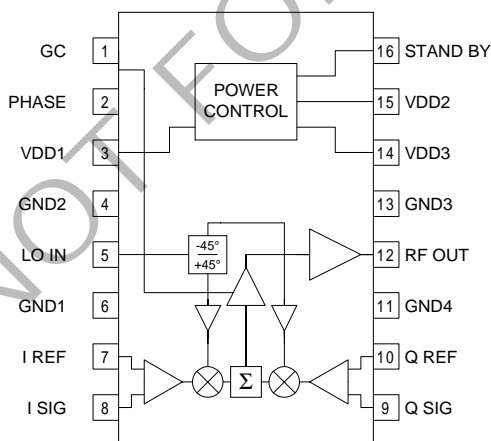 GC 1
PHASE 2
VDD1 3
GND2 4
LO IN 5
GND1 6
I REF 7
I SIG 8
16 STAND BY
15 VDD2
14 VDD3
13 GND3
12 RF OUT
11 GND4
10 Q REF
9 Q SIG
POWER
CONTROL
-45°
+45°
Σ
NOT FO